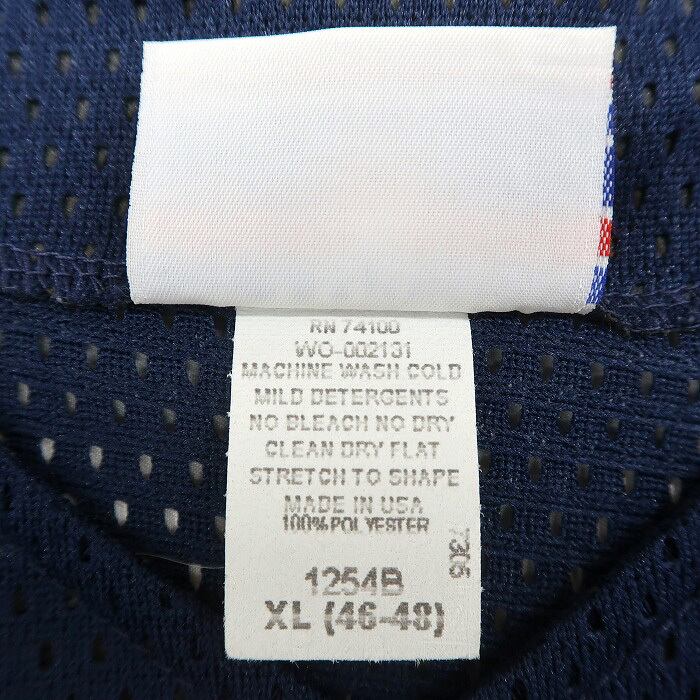 RN 74100
WO-002131
MACHINE WASH COLD
MILD DETERGENTS
NO BLEACH NO DRY
CLEAN DRY FLAT
STRETCH TO SHAPE
MADE IN USA
100% POLYESTER
7305
1254B
XL (46-48)